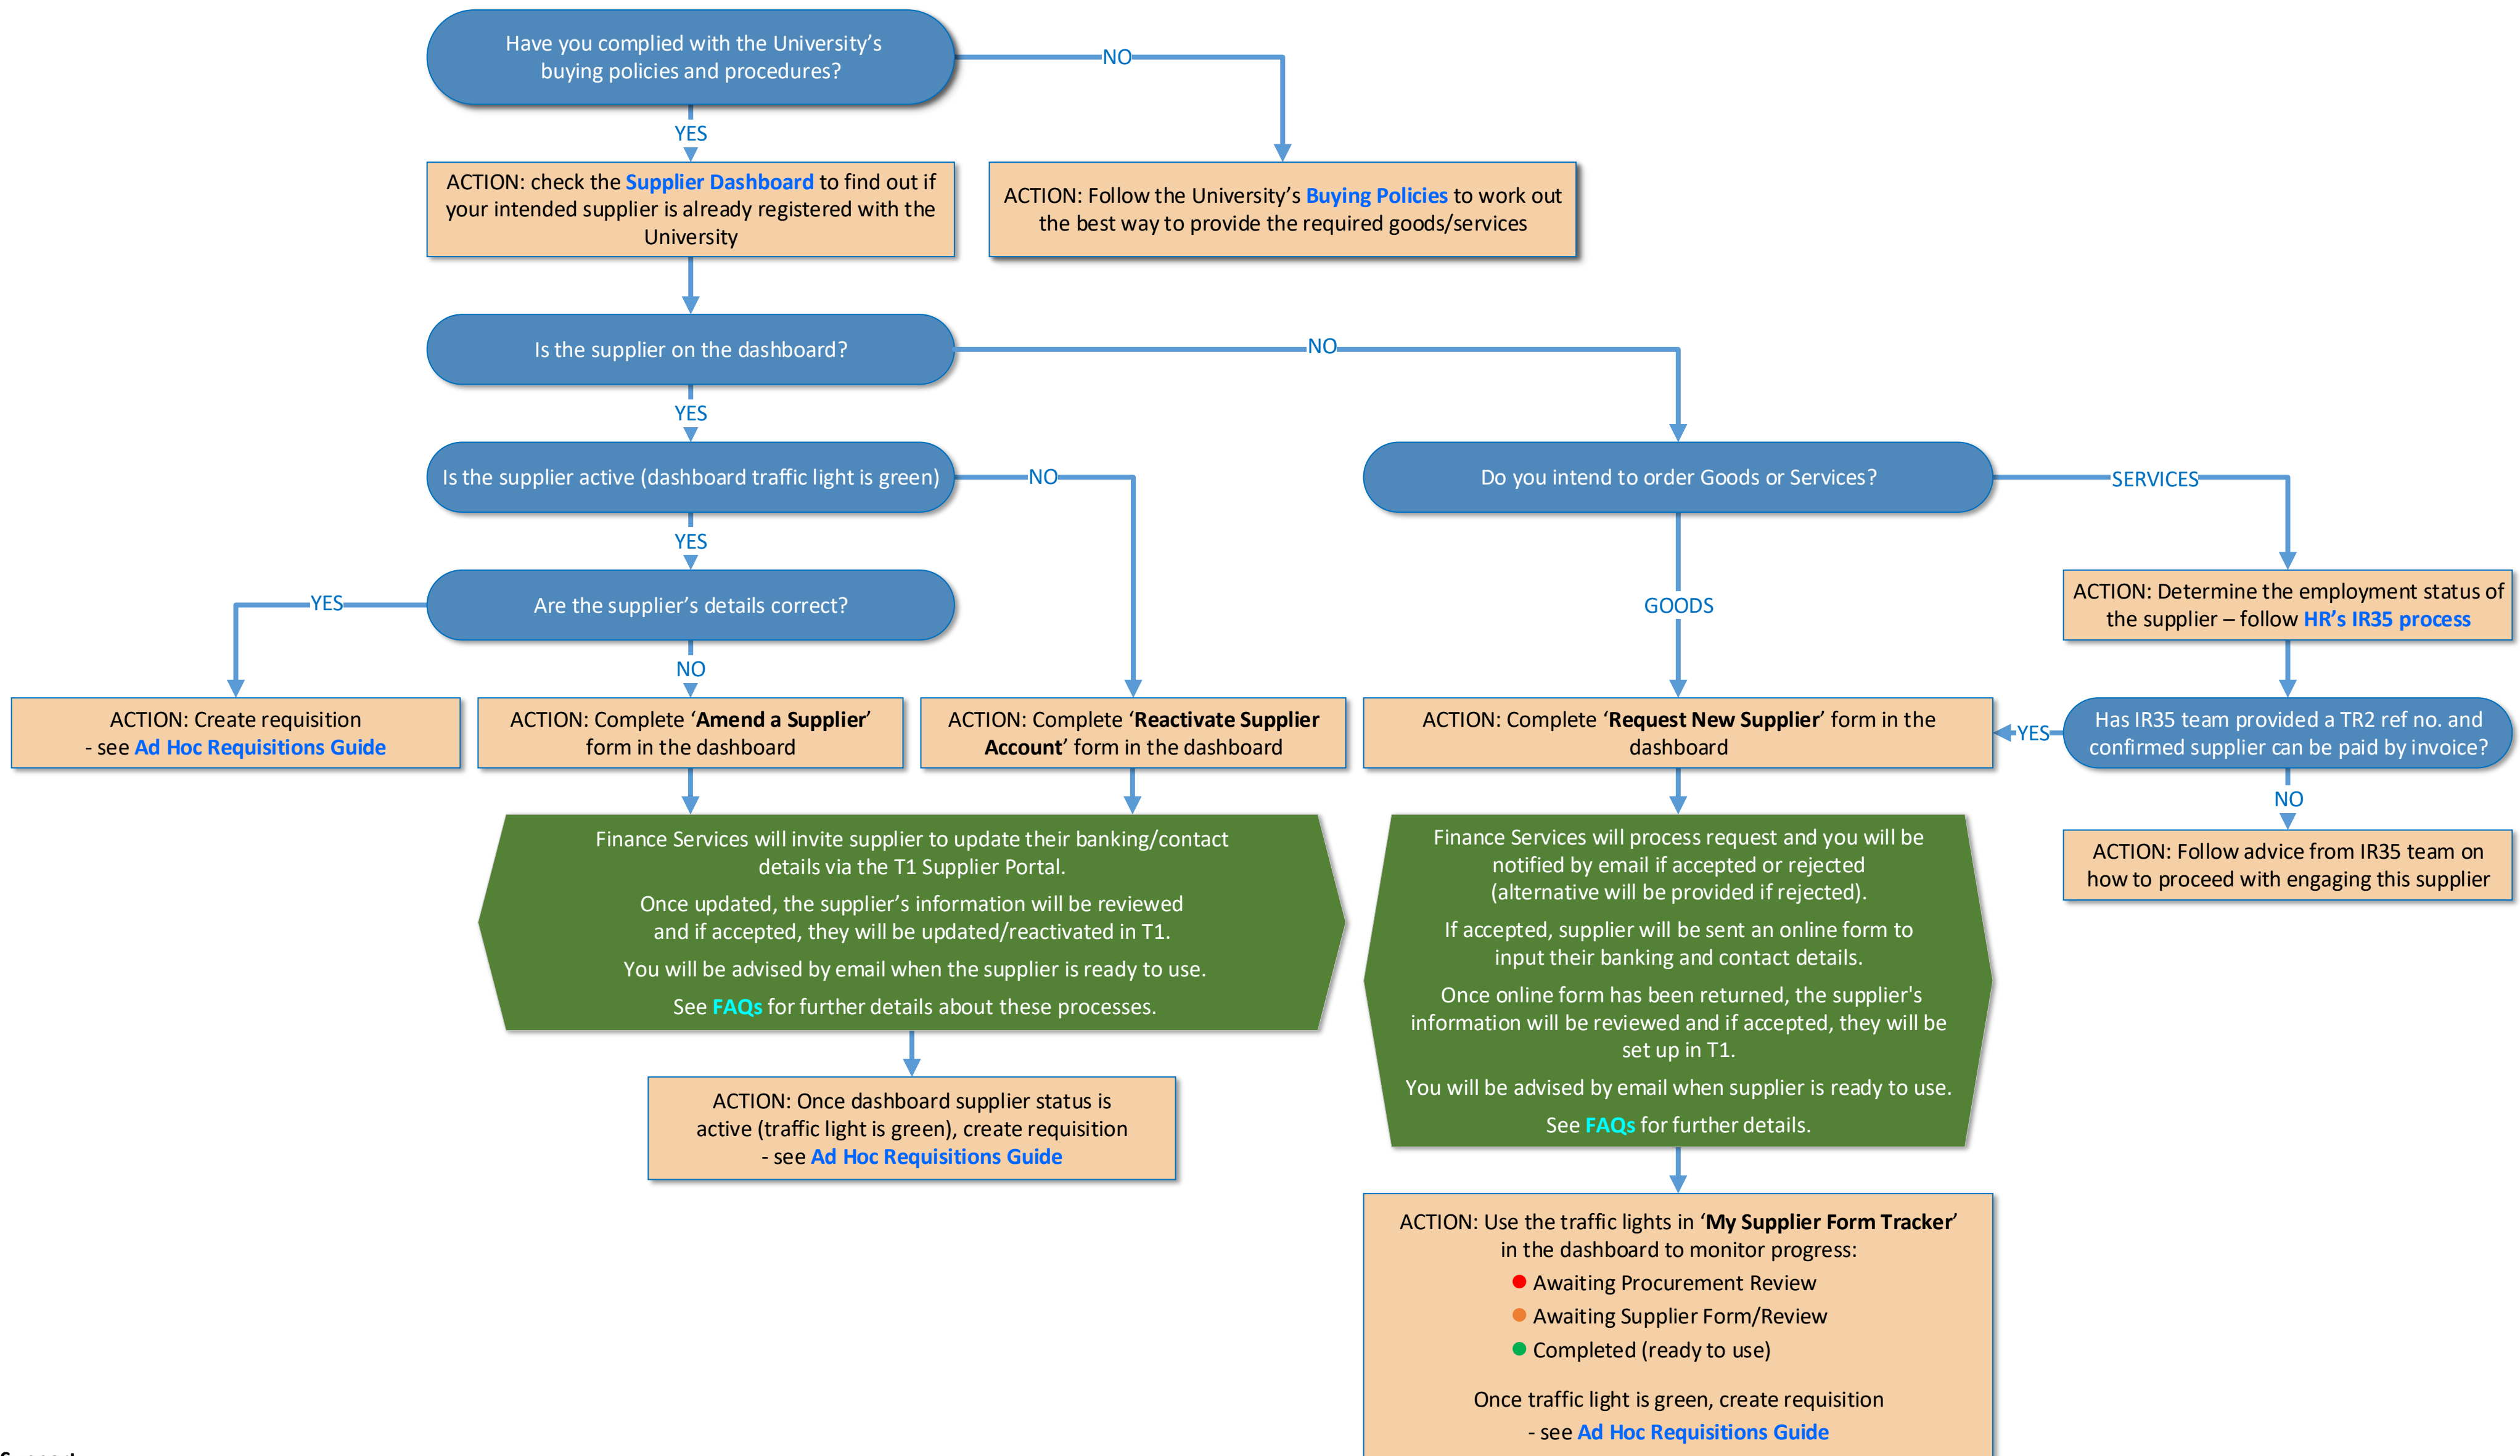 Have you complied with the University's
buying policies and procedures?
NO
YES
ACTION: check the Supplier Dashboard to find out if
your intended supplier is already registered with the
University
ACTION: Follow the University's Buying Policies to work out
the best way to provide the required goods/services
Is the supplier on the dashboard?
NO
YES
Is the supplier active (dashboard traffic light is green)
NO
Do you intend to order Goods or Services?
SERVICES
YES
Are the supplier's details correct?
YES
GOODS
ACTION: Determine the employment status of
the supplier – follow HR's IR35 process
NO
ACTION: Create requisition
- see Ad Hoc Requisitions Guide
ACTION: Complete 'Amend a Supplier'
form in the dashboard
ACTION: Complete 'Reactivate Supplier
Account' form in the dashboard
ACTION: Complete 'Request New Supplier' form in the
dashboard
YES
Has IR35 team provided a TR2 ref no. and
confirmed supplier can be paid by invoice?
NO
ACTION: Follow advice from IR35 team on
how to proceed with engaging this supplier
Finance Services will invite supplier to update their banking/contact
details via the T1 Supplier Portal.
Once updated, the supplier's information will be reviewed
and if accepted, they will be updated/reactivated in T1.
You will be advised by email when the supplier is ready to use.
See FAQs for further details about these processes.
Finance Services will process request and you will be
notified by email if accepted or rejected
(alternative will be provided if rejected).
If accepted, supplier will be sent an online form to
input their banking and contact details.
Once online form has been returned, the supplier's
information will be reviewed and if accepted, they will be
set up in T1.
You will be advised by email when supplier is ready to use.
See FAQs for further details.
ACTION: Once dashboard supplier status is
active (traffic light is green), create requisition
- see Ad Hoc Requisitions Guide
ACTION: Use the traffic lights in 'My Supplier Form Tracker'
in the dashboard to monitor progress:
Awaiting Procurement Review
Awaiting Supplier Form/Review
Completed (ready to use)
Once traffic light is green, create requisition
- see Ad Hoc Requisitions Guide